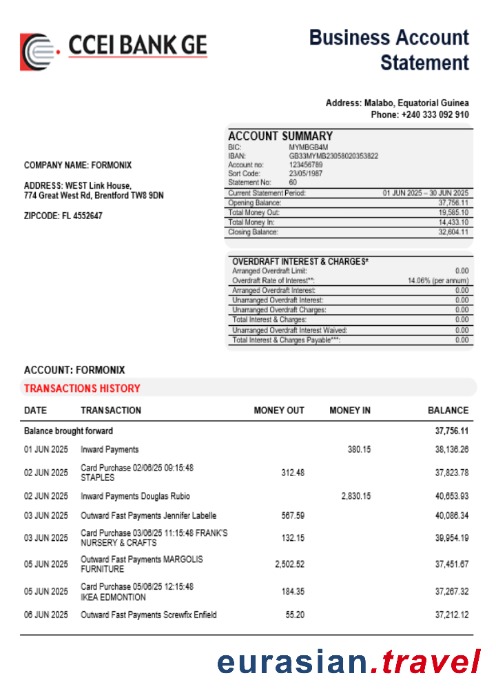 CCEI BANK GE
Business Account
Statement
Address: Malabo, Equatorial Guinea
Phone: +240 333 092 910
COMPANY NAME: FORMONIX
ADDRESS: WEST Link House,
774 Great West Rd, Brentford TW8 9DN
ZIPCODE: FL 4552647
ACCOUNT SUMMARY
BIC: MYMBGB4M
IBAN: GB33MYMB23058020353822
Account no: 123456789
Sort Code: 23/05/1987
Statement No: 60
Current Statement Period: 01 JUN 2025 – 30 JUN 2025
Opening Balance: 37,756.11
Total Money Out: 19,585.10
Total Money In: 14,433.10
Closing Balance: 32,604.11
OVERDRAFT INTEREST & CHARGES*
Arranged Overdraft Limit: 0.00
Overdraft Rate of Interest**: 14.06% (per annum)
Arranged Overdraft Interest: 0.00
Unarranged Overdraft Interest: 0.00
Unarranged Overdraft Charges: 0.00
Total Interest & Charges: 0.00
Unarranged Overdraft Interest Waived: 0.00
Total Interest & Charges Payable***: 0.00
ACCOUNT: FORMONIX
TRANSACTIONS HISTORY
DATE TRANSACTION MONEY OUT MONEY IN BALANCE
Balance brought forward 37,756.11
01 JUN 2025 Inward Payments 380.15 38,136.26
02 JUN 2025 Card Purchase 02/06/25 09:15:48
STAPLES 312.48 37,823.78
02 JUN 2025 Inward Payments Douglas Rubio 2,830.15 40,653.93
03 JUN 2025 Outward Fast Payments Jennifer Labelle 567.59 40,086.34
03 JUN 2025 Card Purchase 03/06/25 11:15:48 FRANK'S
NURSERY & CRAFTS 132.15 39,954.19
05 JUN 2025 Outward Fast Payments MARGOLIS
FURNITURE 2,502.52 37,451.67
05 JUN 2025 Card Purchase 05/06/25 12:15:48
IKEA EDMONTION 184.35 37,267.32
06 JUN 2025 Outward Fast Payments Screwfix Enfield 55.20 37,212.12
eurasian.travel